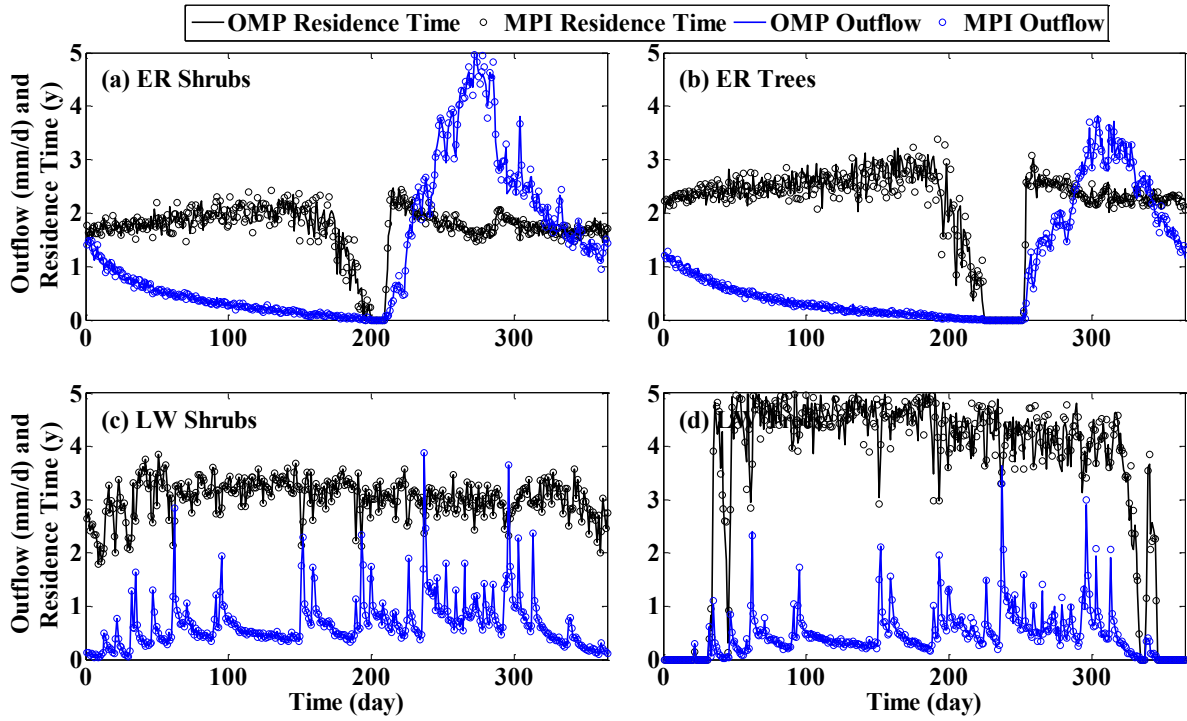 OMP Residence Time MPI Residence Time OMP Outflow MPI Outflow
(a) ER Shrubs
(b) ER Trees
Outflow (mm/d) and
Residence Time (y)
5
4
3
2
1
0
0 100 200 300
5
4
3
2
1
0
0 100 200 300
(c) LW Shrubs
(d)
Outflow (mm/d) and
Residence Time (y)
5
4
3
2
1
0
0 100 200 300
Time (day)
5
4
3
2
1
0
0 100 200 300
Time (day)